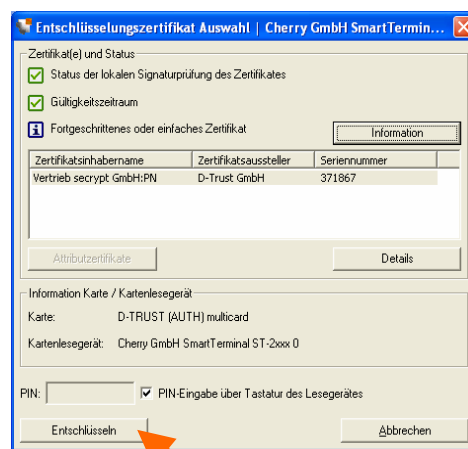 Entschlüsselungszertifikat Auswahl | Cherry GmbH SmartTermin...
Zertifikat(e) und Status
Status der lokalen Signaturprüfung des Zertifikates
Gültigkeitszeitraum
Fortgeschrittenes oder einfaches Zertifikat
Information
Zertifikatsinhabername Zertifikatsaussteller Seriennummer
Vertrieb secrypt GmbH:PN D-Trust GmbH 371867
Attributzertifikate Details
Information Karte / Kartenlesegerät
Karte: D-TRUST (AUTH) multicard
Kartenlesegerät: Cherry GmbH SmartTerminal ST-2xxx 0
PIN: PIN-Eingabe über Tastatur des Lesegerätes
Entschlüsseln Abbrechen